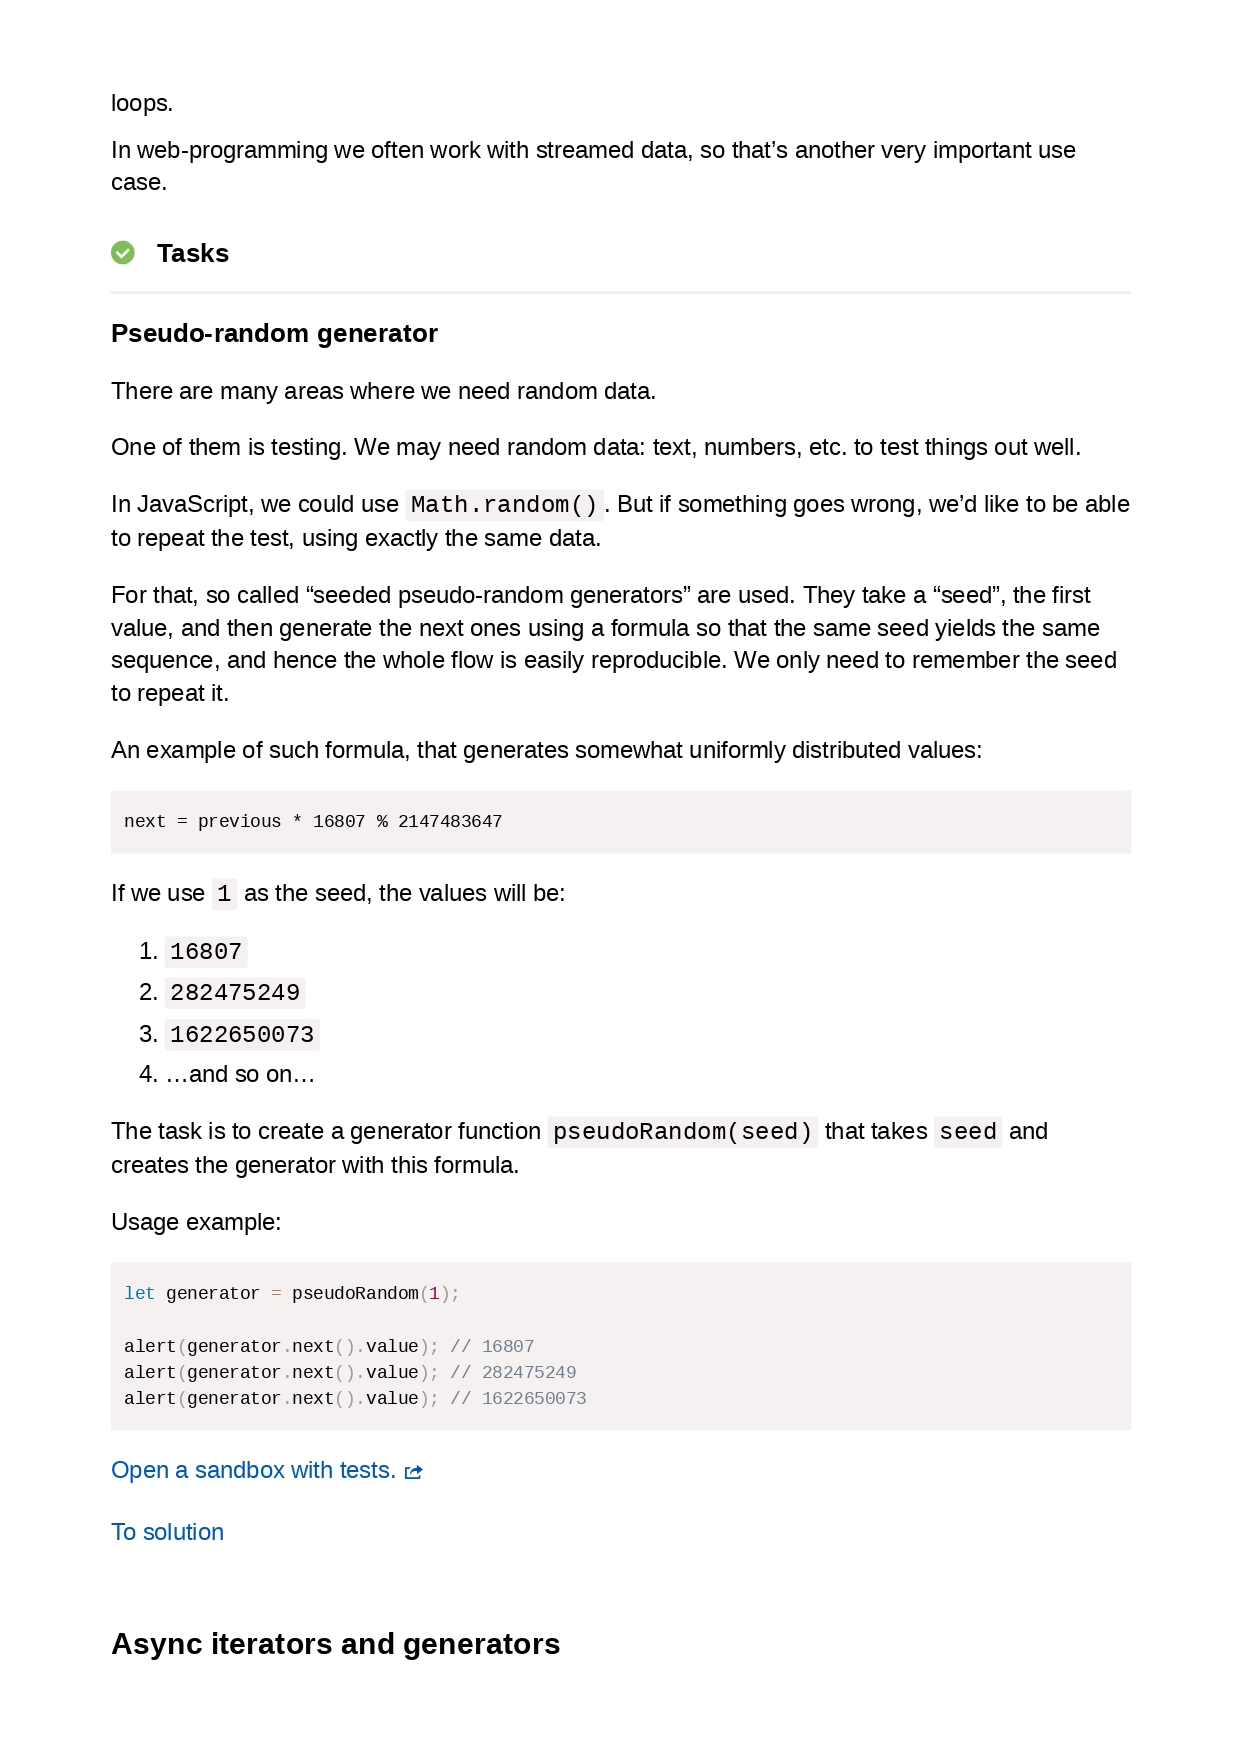 loops.
In web-programming we often work with streamed data, so that’s another very important use
case.
Tasks
Pseudo-random generator
There are many areas where we need random data.
One of them is testing. We may need random data: text, numbers, etc. to test things out well.
In JavaScript, we could use Math.random(). But if something goes wrong, we’d like to be able
to repeat the test, using exactly the same data.
For that, so called “seeded pseudo-random generators” are used. They take a “seed”, the first
value, and then generate the next ones using a formula so that the same seed yields the same
sequence, and hence the whole flow is easily reproducible. We only need to remember the seed
to repeat it.
An example of such formula, that generates somewhat uniformly distributed values:
next = previous * 16807 % 2147483647
If we use 1 as the seed, the values will be:
1. 16807
2. 282475249
3. 1622650073
4. …and so on…
The task is to create a generator function pseudoRandom(seed) that takes seed and
creates the generator with this formula.
Usage example:
let generator = pseudoRandom(1);
alert(generator.next().value); // 16807
alert(generator.next().value); // 282475249
alert(generator.next().value); // 1622650073
Open a sandbox with tests.
To solution
Async iterators and generators